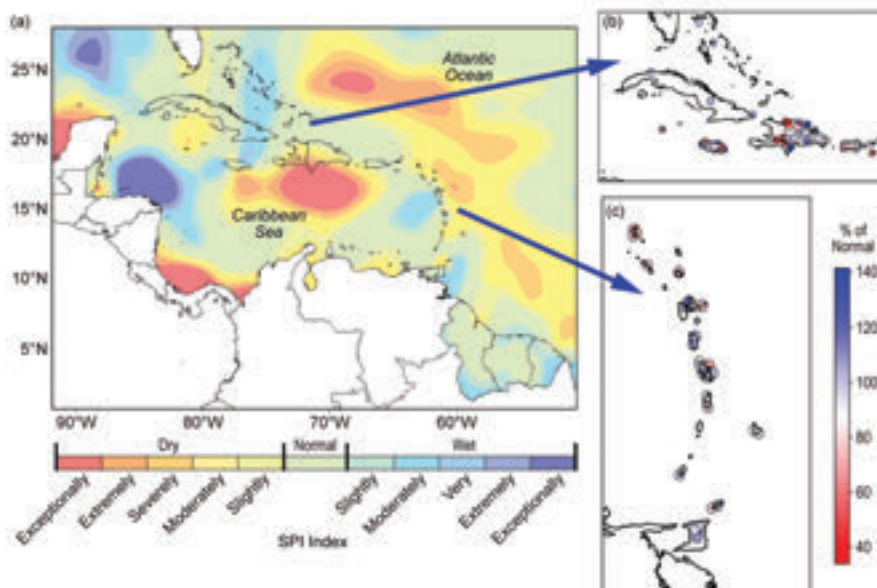 (a)
Atlantic
Ocean
Caribbean
Sea
25°N
20°N
15°N
10°N
5°N
90°W
80°W
70°W
60°W
Dry
Normal
Wet
Exceptionally
Extremely
Severely
Moderately
Slightly
Slightly
Moderately
Very
Extremely
Exceptionally
SPI Index
(b)
(c)
% of
Normal
140
120
100
80
60
40